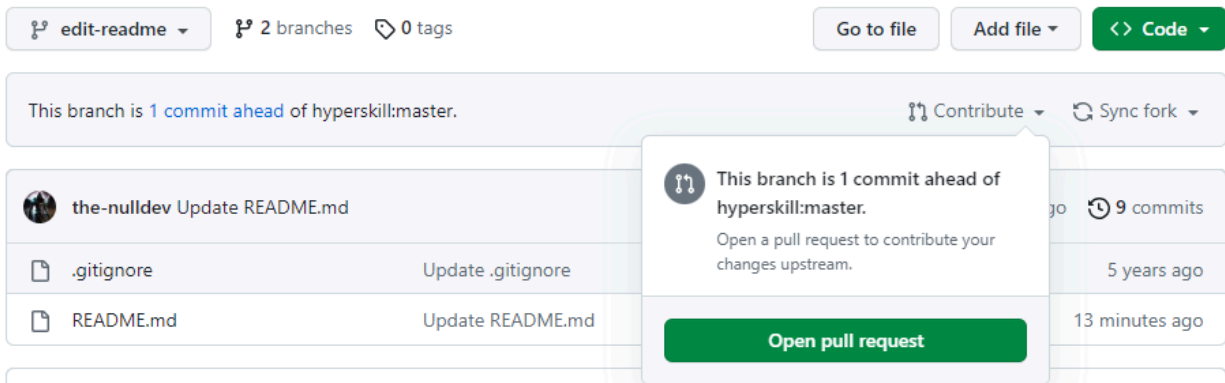 edit-readme 2 branches 0 tags Go to file Add file <> Code
This branch is 1 commit ahead of hyperskill:master. Contribute Sync fork
This branch is 1 commit ahead of
hyperskill:master.
Open a pull request to contribute your
changes upstream.
Open pull request
the-nulldev Update README.md 9 commits
.gitignore Update .gitignore 5 years ago
README.md Update README.md 13 minutes ago